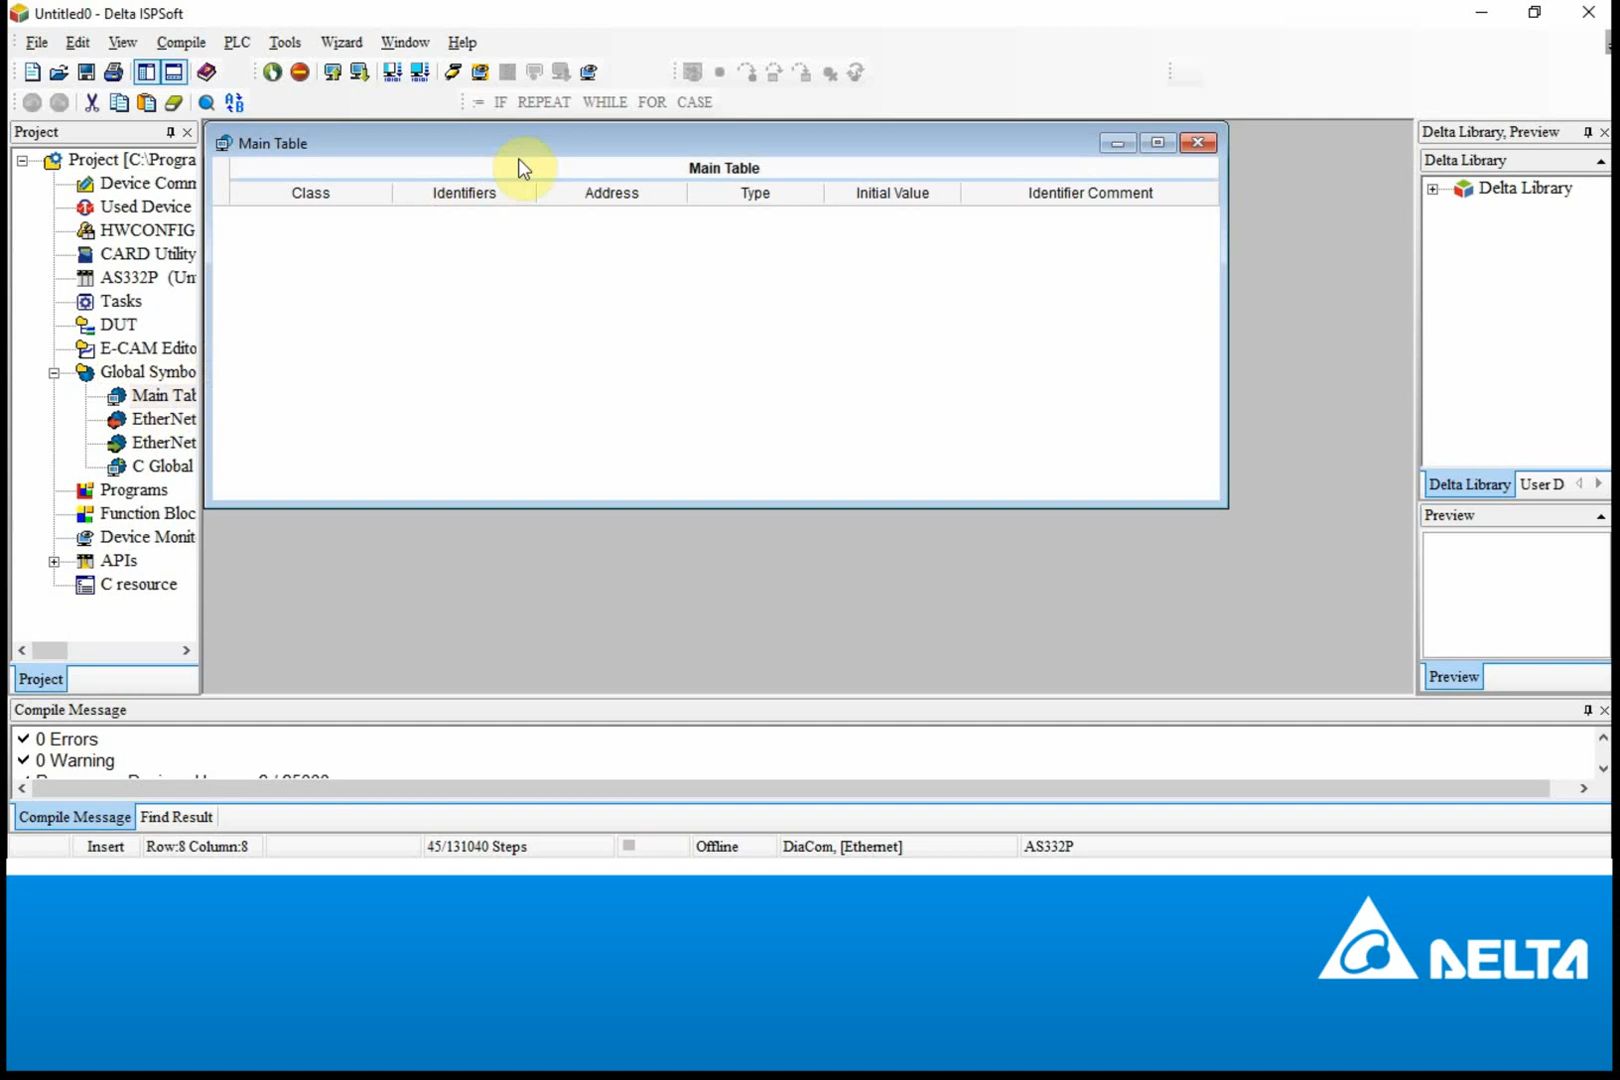 Untitled0 - Delta ISPSoft
File Edit View Compile PLC Tools Wizard Window Help
:= IF REPEAT WHILE FOR CASE
Project
Project [C:\Progra
Device Comn
Used Device
HWCONFIG
CARD Utility
AS332P (Un
Tasks
DUT
E-CAM Edito
Global Symbo
Main Tab
EtherNet
EtherNet
C Global
Programs
Function Bloc
Device Monit
APIs
C resource
Project
Main Table
Main Table
Class Identifiers Address Type Initial Value Identifier Comment
Delta Library, Preview
Delta Library
Delta Library
Delta Library User D
Preview
Preview
Compile Message
0 Errors
0 Warning
Compile Message Find Result
Insert Row:8 Column:8 45/131040 Steps Offline DiaCom, [Ethernet] AS332P
DELTA